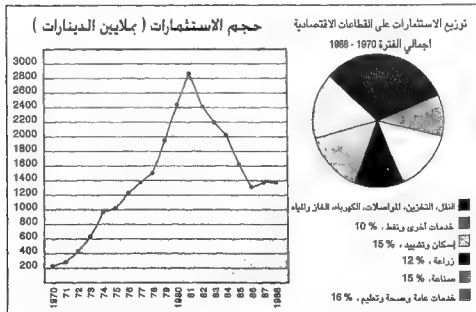 توزيع الاستثمارات على القطاعات الاقتصادية
اجمالي الفترة 1970 - 1988
حجم الاستثمارات ( بملايين الدينارات )
3000
2800
2600
2400
2200
2000
1800
1600
1400
1200
1000
800
600
400
200
1970 71 72 73 74 75 76 77 78 79 1980 81 82 83 84 85 86 87 1988
النقل، التخزين، المواصلات، الكهرباء، الغاز والمياه
خدمات أخرى ونفط، 10 %
إسكان وتشييد، 15 %
زراعة، 12 %
صناعة، 15 %
خدمات عامة وصحة وتعليم، 16 %